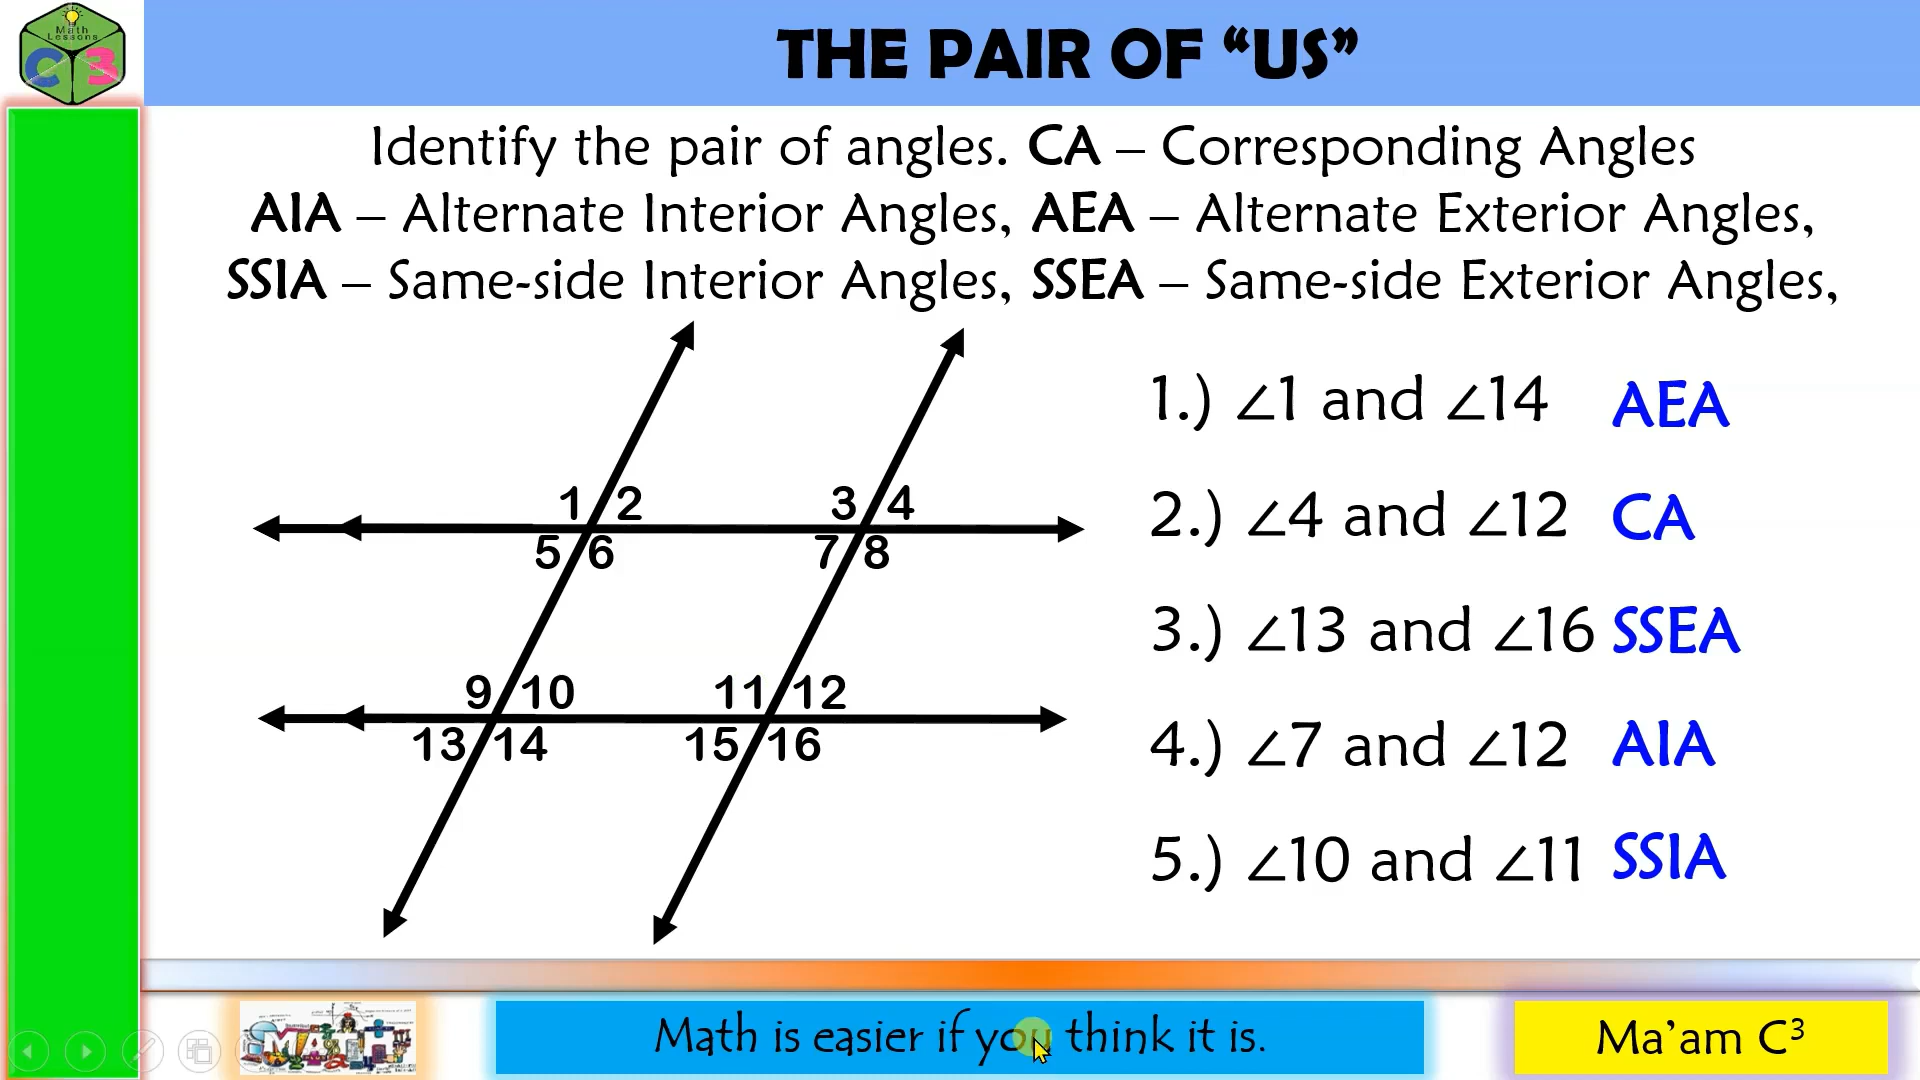 Math
Lessons
C 3
THE PAIR OF “US”
Identify the pair of angles. CA – Corresponding Angles
AIA – Alternate Interior Angles, AEA – Alternate Exterior Angles,
SSIA – Same-side Interior Angles, SSEA – Same-side Exterior Angles,
1 2 3 4
5 6 7 8
9 10 11 12
13 14 15 16
1.) ∠1 and ∠14 AEA
2.) ∠4 and ∠12 CA
3.) ∠13 and ∠16 SSEA
4.) ∠7 and ∠12 AIA
5.) ∠10 and ∠11 SSIA
MATH
Math is easier if you think it is.
Ma’am C³